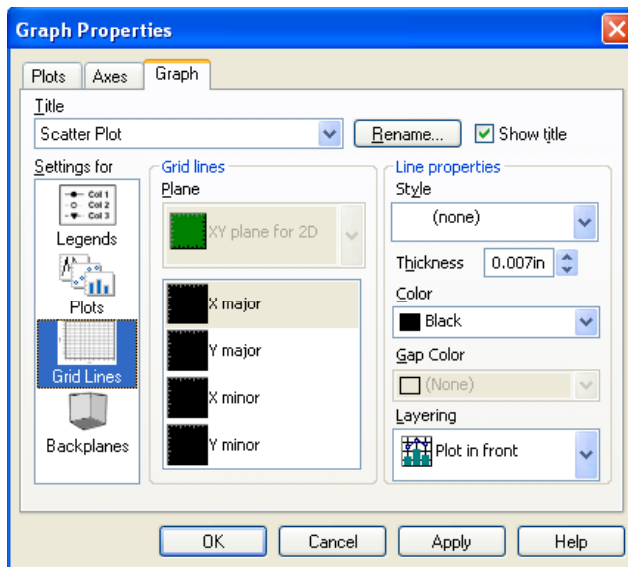 Graph Properties
Plots Axes Graph
Title
Scatter Plot Rename... Show title
Settings for
Col 1
Col 2
Col 3
Legends
Plots
Grid Lines
Backplanes
Grid lines
Plane
XY plane for 2D
X major
Y major
X minor
Y minor
Line properties
Style
(none)
Thickness 0.007in
Color
Black
Gap Color
(None)
Layering
Plot in front
OK Cancel Apply Help